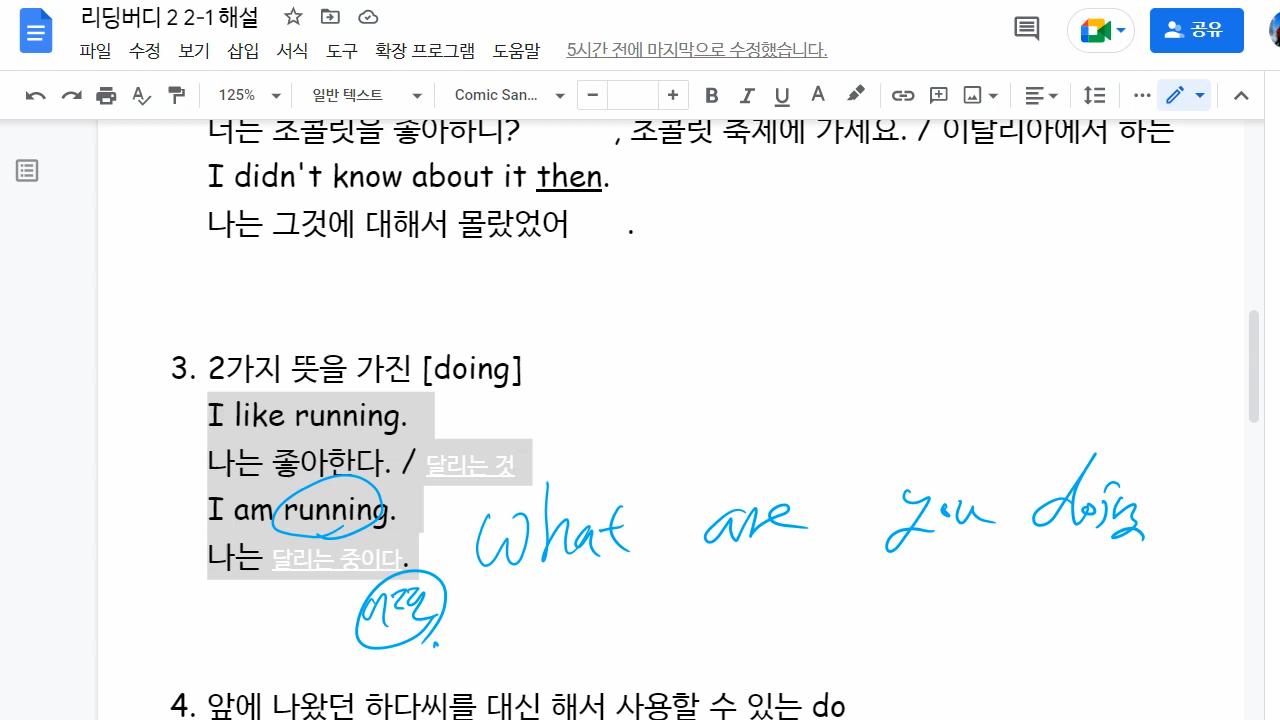 리딩버디 2 2-1 해설
파일 수정 보기 삽입 서식 도구 확장 프로그램 도움말 5시간 전에 마지막으로 수정했습니다.
공유
125% 일반 텍스트 Comic San... − + B I U A
너는 초콜릿을 좋아하니? , 초콜릿 축제에 가세요. / 이탈리아에서 하는
I didn't know about it then.
나는 그것에 대해서 몰랐었어 .
3. 2가지 뜻을 가진 [doing]
I like running.
나는 좋아한다. / 달리는 것
I am running.
나는 달리는 중이다.
What are you doing
4. 앞에 나왔던 하다씨를 대신 해서 사용할 수 있는 do